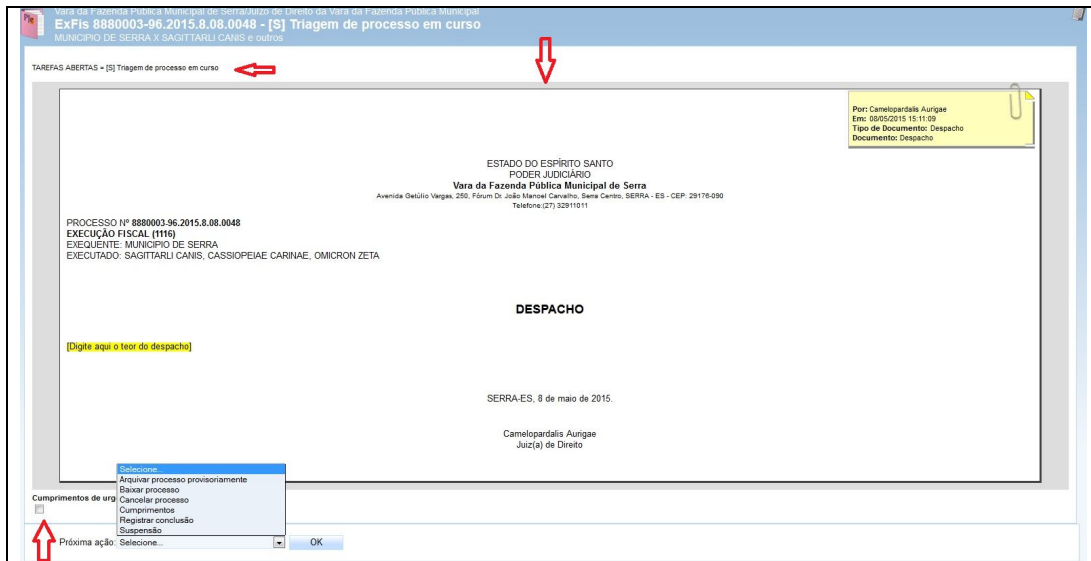 Vara da Fazenda Pública Municipal de Serra/Juízo de Direito da Vara da Fazenda Pública Municipal
ExFis 8880003-96.2015.8.08.0048 - [S] Triagem de processo em curso
MUNICIPIO DE SERRA X SAGITTARLI CANIS e outros
TAREFAS ABERTAS » [S] Triagem de processo em curso
Por: Camelopardalis Aurigae
Em: 08/05/2015 15:11:09
Tipo de Documento: Despacho
Documento: Despacho
ESTADO DO ESPÍRITO SANTO
PODER JUDICIÁRIO
Vara da Fazenda Pública Municipal de Serra
Avenida Getúlio Vargas, 250, Fórum Dr. João Manoel Carvalho, Serra Centro, SERRA - ES - CEP: 29176-090
Telefone:(27) 32911011
PROCESSO Nº 8880003-96.2015.8.08.0048
EXECUÇÃO FISCAL (1116)
EXEQUENTE: MUNICIPIO DE SERRA
EXECUTADO: SAGITTARLI CANIS, CASSIOPEIAE CARINAE, OMICRON ZETA
DESPACHO
[Digite aqui o teor do despacho]
SERRA-ES, 8 de maio de 2015.
Camelopardalis Aurigae
Juiz(a) de Direito
Selecione...
Arquivar processo provisoriamente
Baixar processo
Cancelar processo
Cumprimentos
Registrar conclusão
Suspensão
Cumprimentos de urg
Próxima ação: Selecione... OK